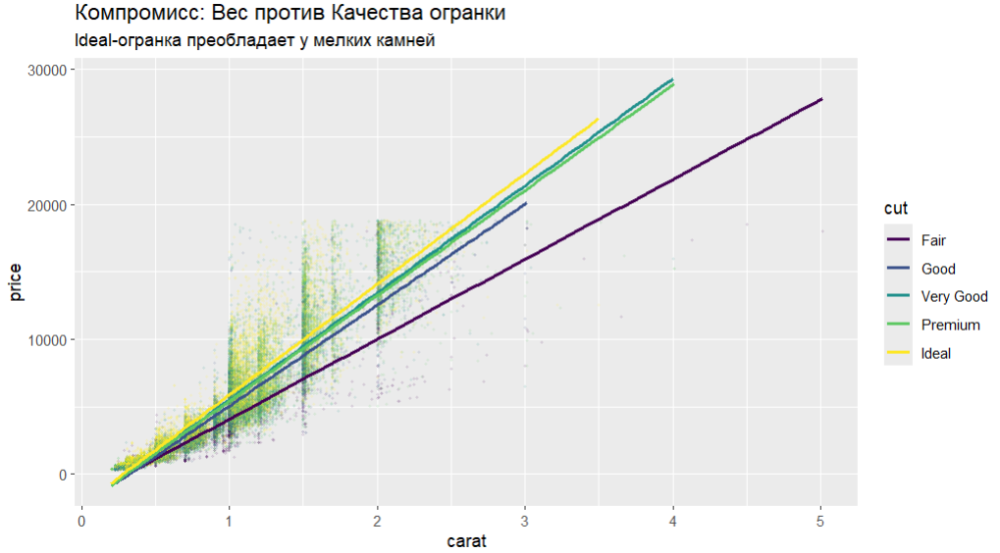 Компромисс: Вес против Качества огранки
Ideal-огранка преобладает у мелких камней
30000
20000
10000
0
price
0 1 2 3 4 5
carat
cut
Fair
Good
Very Good
Premium
Ideal